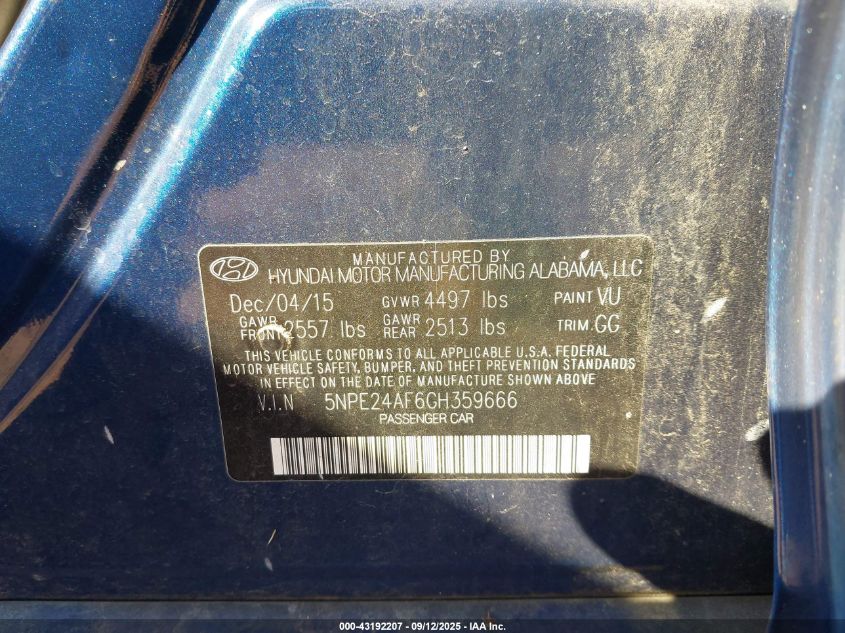 MANUFACTURED BY
HYUNDAI MOTOR MANUFACTURING ALABAMA, LLC
Dec/04/15 GVWR 4497 lbs PAINT VU
GAWR FRONT 2557 lbs GAWR REAR 2513 lbs TRIM. GG
THIS VEHICLE CONFORMS TO ALL APPLICABLE U.S.A. FEDERAL
MOTOR VEHICLE SAFETY, BUMPER, AND THEFT PREVENTION STANDARDS
IN EFFECT ON THE DATE OF MANUFACTURE SHOWN ABOVE
V.I.N 5NPE24AF6GH359666
PASSENGER CAR
000-43192207 - 09/12/2025 - IAA Inc.